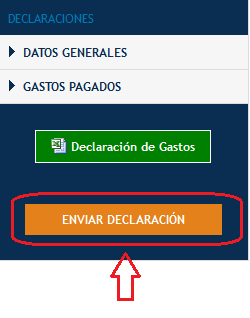 DECLARACIONES
DATOS GENERALES
GASTOS PAGADOS
Declaración de Gastos
ENVIAR DECLARACIÓN